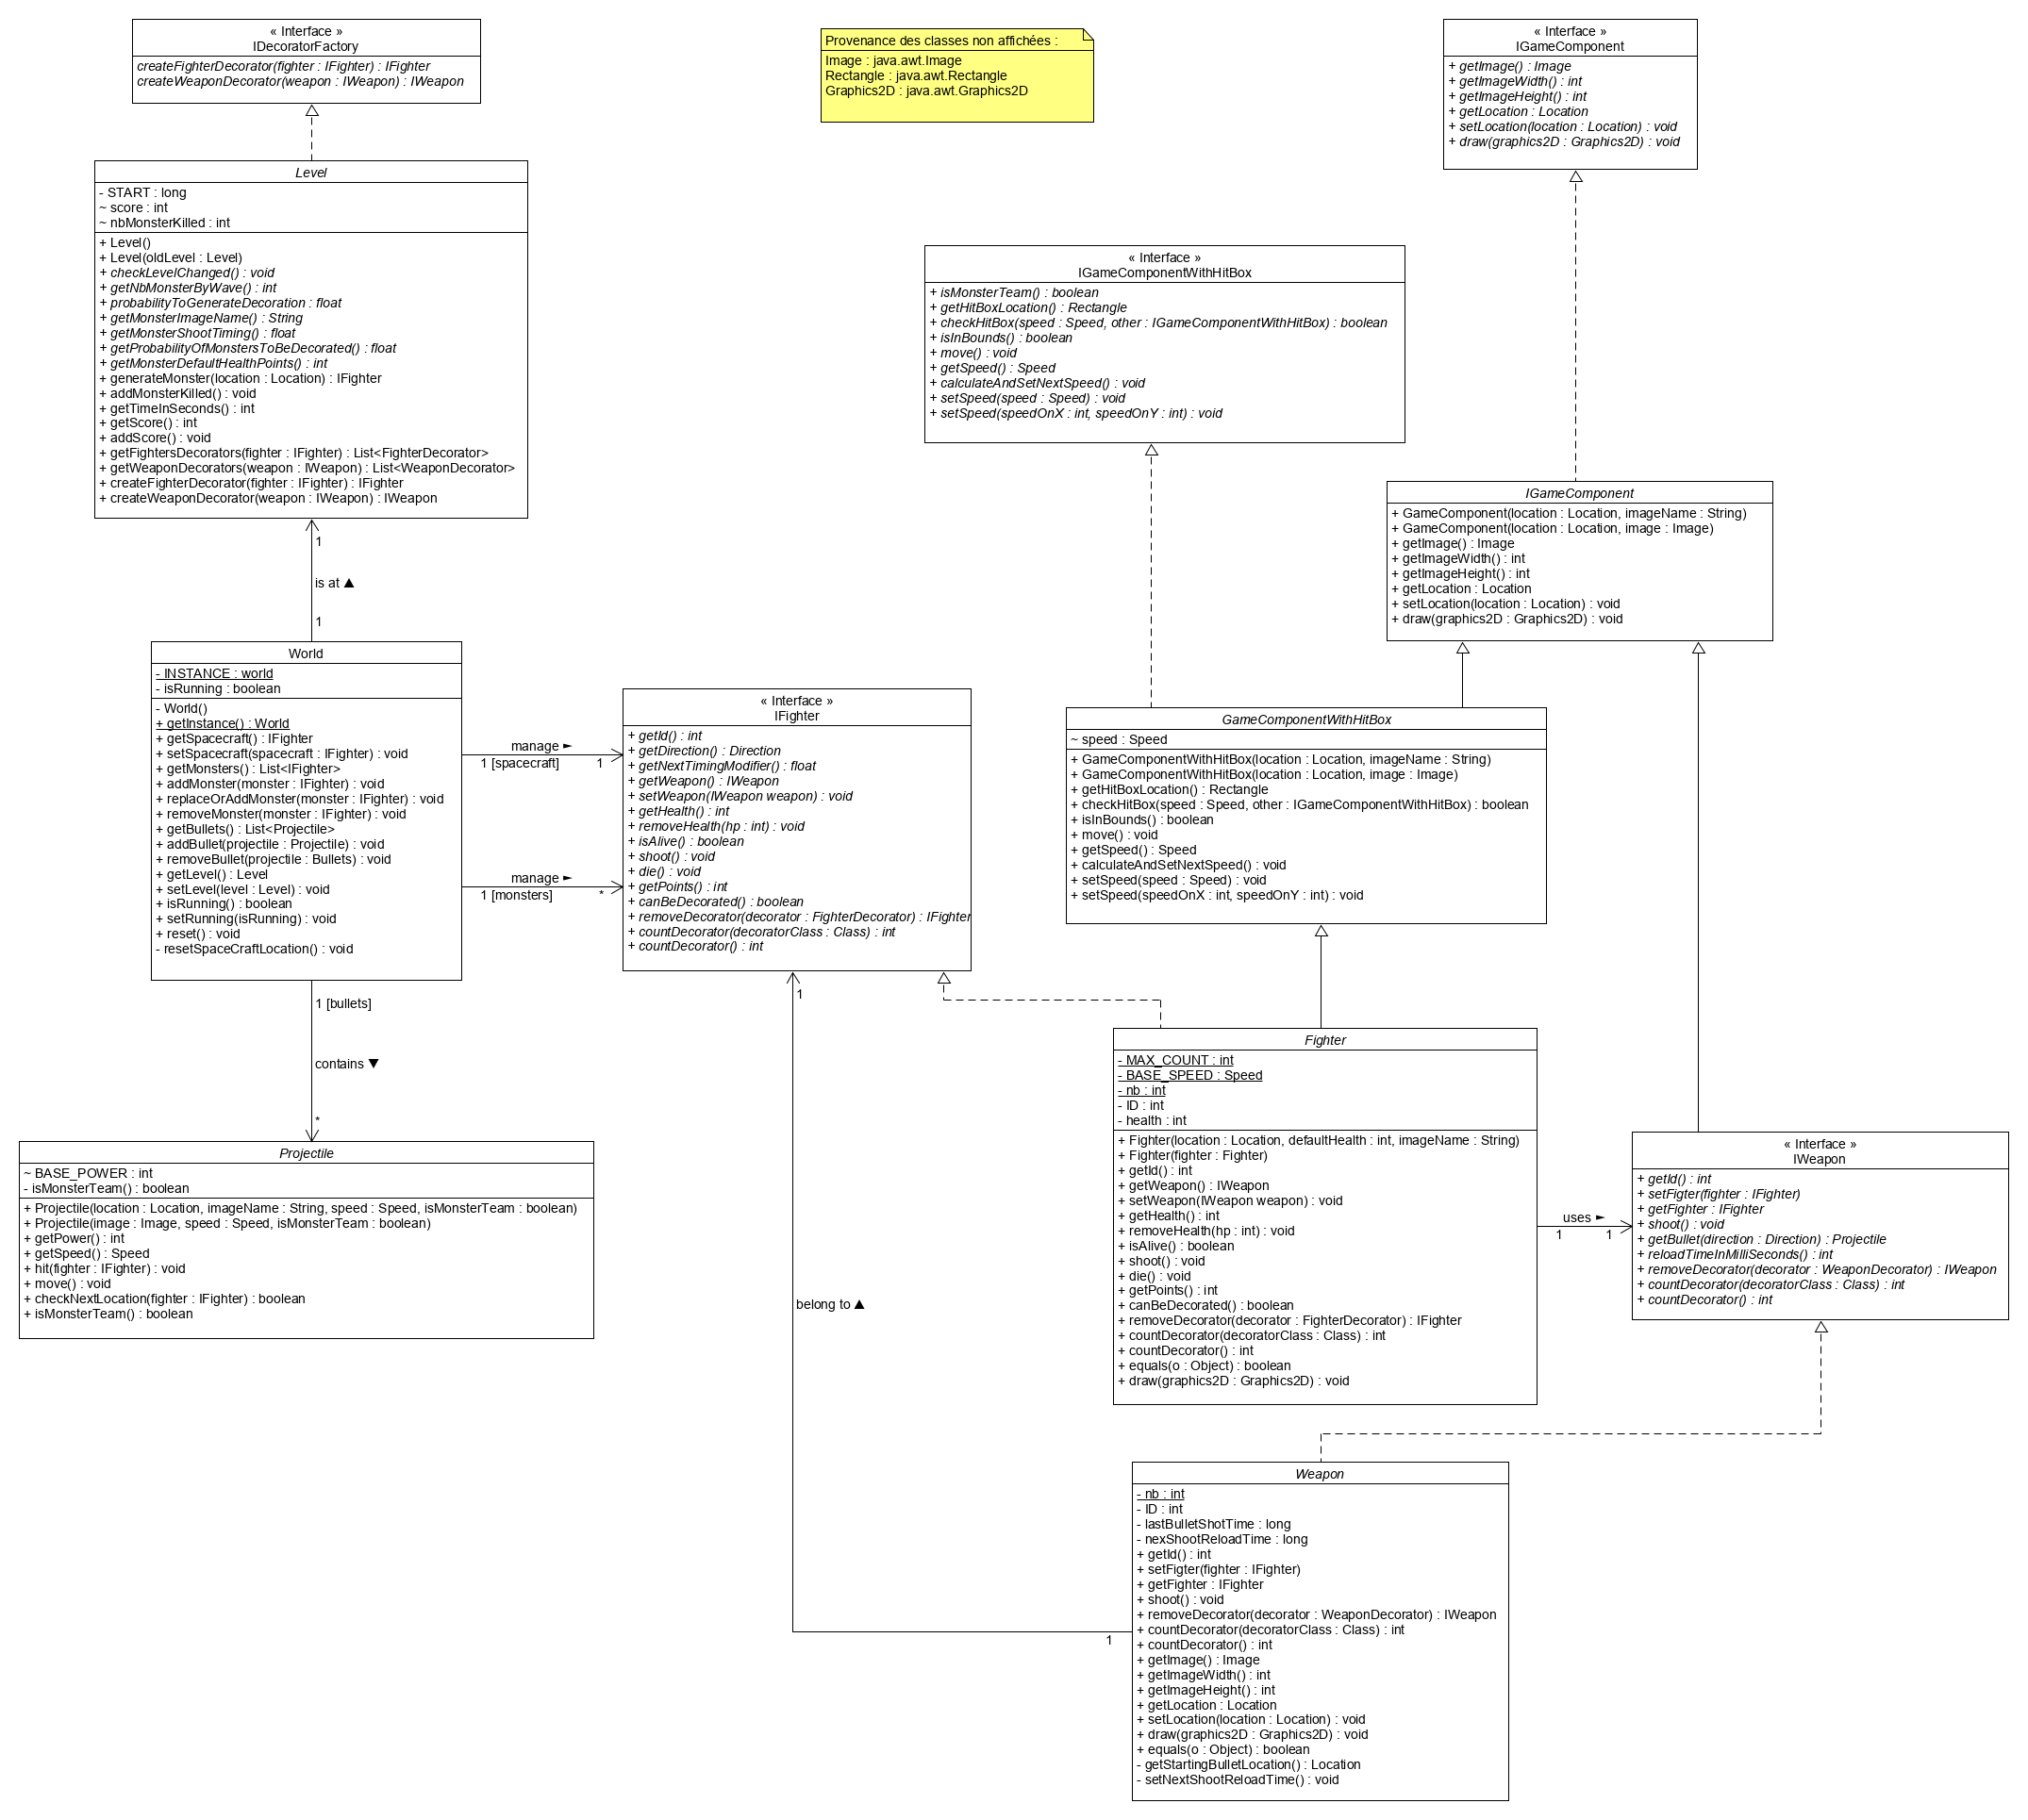 « Interface »
IDecoratorFactory
createFighterDecorator(fighter : IFighter) : IFighter
createWeaponDecorator(weapon : IWeapon) : IWeapon
Provenance des classes non affichées :
Image : java.awt.Image
Rectangle : java.awt.Rectangle
Graphics2D : java.awt.Graphics2D
« Interface »
IGameComponent
+ getImage() : Image
+ getImageWidth() : int
+ getImageHeight() : int
+ getLocation : Location
+ setLocation(location : Location) : void
+ draw(graphics2D : Graphics2D) : void
Level
- START : long
~ score : int
~ nbMonsterKilled : int
+ Level()
+ Level(oldLevel : Level)
+ checkLevelChanged() : void
+ getNbMonsterByWave() : int
+ probabilityToGenerateDecoration : float
+ getMonsterImageName() : String
+ getMonsterShootTiming() : float
+ getProbabilityOfMonstersToBeDecorated() : float
+ getMonsterDefaultHealthPoints() : int
+ generateMonster(location : Location) : IFighter
+ addMonsterKilled() : void
+ getTimeInSeconds() : int
+ getScore() : int
+ addScore() : void
+ getFightersDecorators(fighter : IFighter) : List<FighterDecorator>
+ getWeaponDecorators(weapon : IWeapon) : List<WeaponDecorator>
+ createFighterDecorator(fighter : IFighter) : IFighter
+ createWeaponDecorator(weapon : IWeapon) : IWeapon
« Interface »
IGameComponentWithHitBox
+ isMonsterTeam() : boolean
+ getHitBoxLocation() : Rectangle
+ checkHitBox(speed : Speed, other : IGameComponentWithHitBox) : boolean
+ isInBounds() : boolean
+ move() : void
+ getSpeed() : Speed
+ calculateAndSetNextSpeed() : void
+ setSpeed(speed : Speed) : void
+ setSpeed(speedOnX : int, speedOnY : int) : void
IGameComponent
+ GameComponent(location : Location, imageName : String)
+ GameComponent(location : Location, image : Image)
+ getImage() : Image
+ getImageWidth() : int
+ getImageHeight() : int
+ getLocation : Location
+ setLocation(location : Location) : void
+ draw(graphics2D : Graphics2D) : void
1
is at ▲
1
World
- INSTANCE : world
- isRunning : boolean
- World()
+ getInstance() : World
+ getSpacecraft() : IFighter
+ setSpacecraft(spacecraft : IFighter) : void
+ getMonsters() : List<IFighter>
+ addMonster(monster : IFighter) : void
+ replaceOrAddMonster(monster : IFighter) : void
+ removeMonster(monster : IFighter) : void
+ getBullets() : List<Projectile>
+ addBullet(projectile : Projectile) : void
+ removeBullet(projectile : Bullets) : void
+ getLevel() : Level
+ setLevel(level : Level) : void
+ isRunning() : boolean
+ setRunning(isRunning) : void
+ reset() : void
- resetSpaceCraftLocation() : void
manage ►
1 [spacecraft] 1
manage ►
1 [monsters] *
« Interface »
IFighter
+ getId() : int
+ getDirection() : Direction
+ getNextTimingModifier() : float
+ getWeapon() : IWeapon
+ setWeapon(IWeapon weapon) : void
+ getHealth() : int
+ removeHealth(hp : int) : void
+ isAlive() : boolean
+ shoot() : void
+ die() : void
+ getPoints() : int
+ canBeDecorated() : boolean
+ removeDecorator(decorator : FighterDecorator) : IFighter
+ countDecorator(decoratorClass : Class) : int
+ countDecorator() : int
GameComponentWithHitBox
~ speed : Speed
+ GameComponentWithHitBox(location : Location, imageName : String)
+ GameComponentWithHitBox(location : Location, image : Image)
+ getHitBoxLocation() : Rectangle
+ checkHitBox(speed : Speed, other : IGameComponentWithHitBox) : boolean
+ isInBounds() : boolean
+ move() : void
+ getSpeed() : Speed
+ calculateAndSetNextSpeed() : void
+ setSpeed(speed : Speed) : void
+ setSpeed(speedOnX : int, speedOnY : int) : void
1 [bullets]
contains ▼
*
Projectile
~ BASE_POWER : int
- isMonsterTeam() : boolean
+ Projectile(location : Location, imageName : String, speed : Speed, isMonsterTeam : boolean)
+ Projectile(image : Image, speed : Speed, isMonsterTeam : boolean)
+ getPower() : int
+ getSpeed() : Speed
+ hit(fighter : IFighter) : void
+ move() : void
+ checkNextLocation(fighter : IFighter) : boolean
+ isMonsterTeam() : boolean
1
belong to ▲
1
Fighter
- MAX_COUNT : int
- BASE_SPEED : Speed
- nb : int
- ID : int
- health : int
+ Fighter(location : Location, defaultHealth : int, imageName : String)
+ Fighter(fighter : Fighter)
+ getId() : int
+ getWeapon() : IWeapon
+ setWeapon(IWeapon weapon) : void
+ getHealth() : int
+ removeHealth(hp : int) : void
+ isAlive() : boolean
+ shoot() : void
+ die() : void
+ getPoints() : int
+ canBeDecorated() : boolean
+ removeDecorator(decorator : FighterDecorator) : IFighter
+ countDecorator(decoratorClass : Class) : int
+ countDecorator() : int
+ equals(o : Object) : boolean
+ draw(graphics2D : Graphics2D) : void
uses ►
1 1
« Interface »
IWeapon
+ getId() : int
+ setFigter(fighter : IFighter)
+ getFighter : IFighter
+ shoot() : void
+ getBullet(direction : Direction) : Projectile
+ reloadTimeInMilliSeconds() : int
+ removeDecorator(decorator : WeaponDecorator) : IWeapon
+ countDecorator(decoratorClass : Class) : int
+ countDecorator() : int
Weapon
- nb : int
- ID : int
- lastBulletShotTime : long
- nexShootReloadTime : long
+ getId() : int
+ setFigter(fighter : IFighter)
+ getFighter : IFighter
+ shoot() : void
+ removeDecorator(decorator : WeaponDecorator) : IWeapon
+ countDecorator(decoratorClass : Class) : int
+ countDecorator() : int
+ getImage() : Image
+ getImageWidth() : int
+ getImageHeight() : int
+ getLocation : Location
+ setLocation(location : Location) : void
+ draw(graphics2D : Graphics2D) : void
+ equals(o : Object) : boolean
- getStartingBulletLocation() : Location
- setNextShootReloadTime() : void